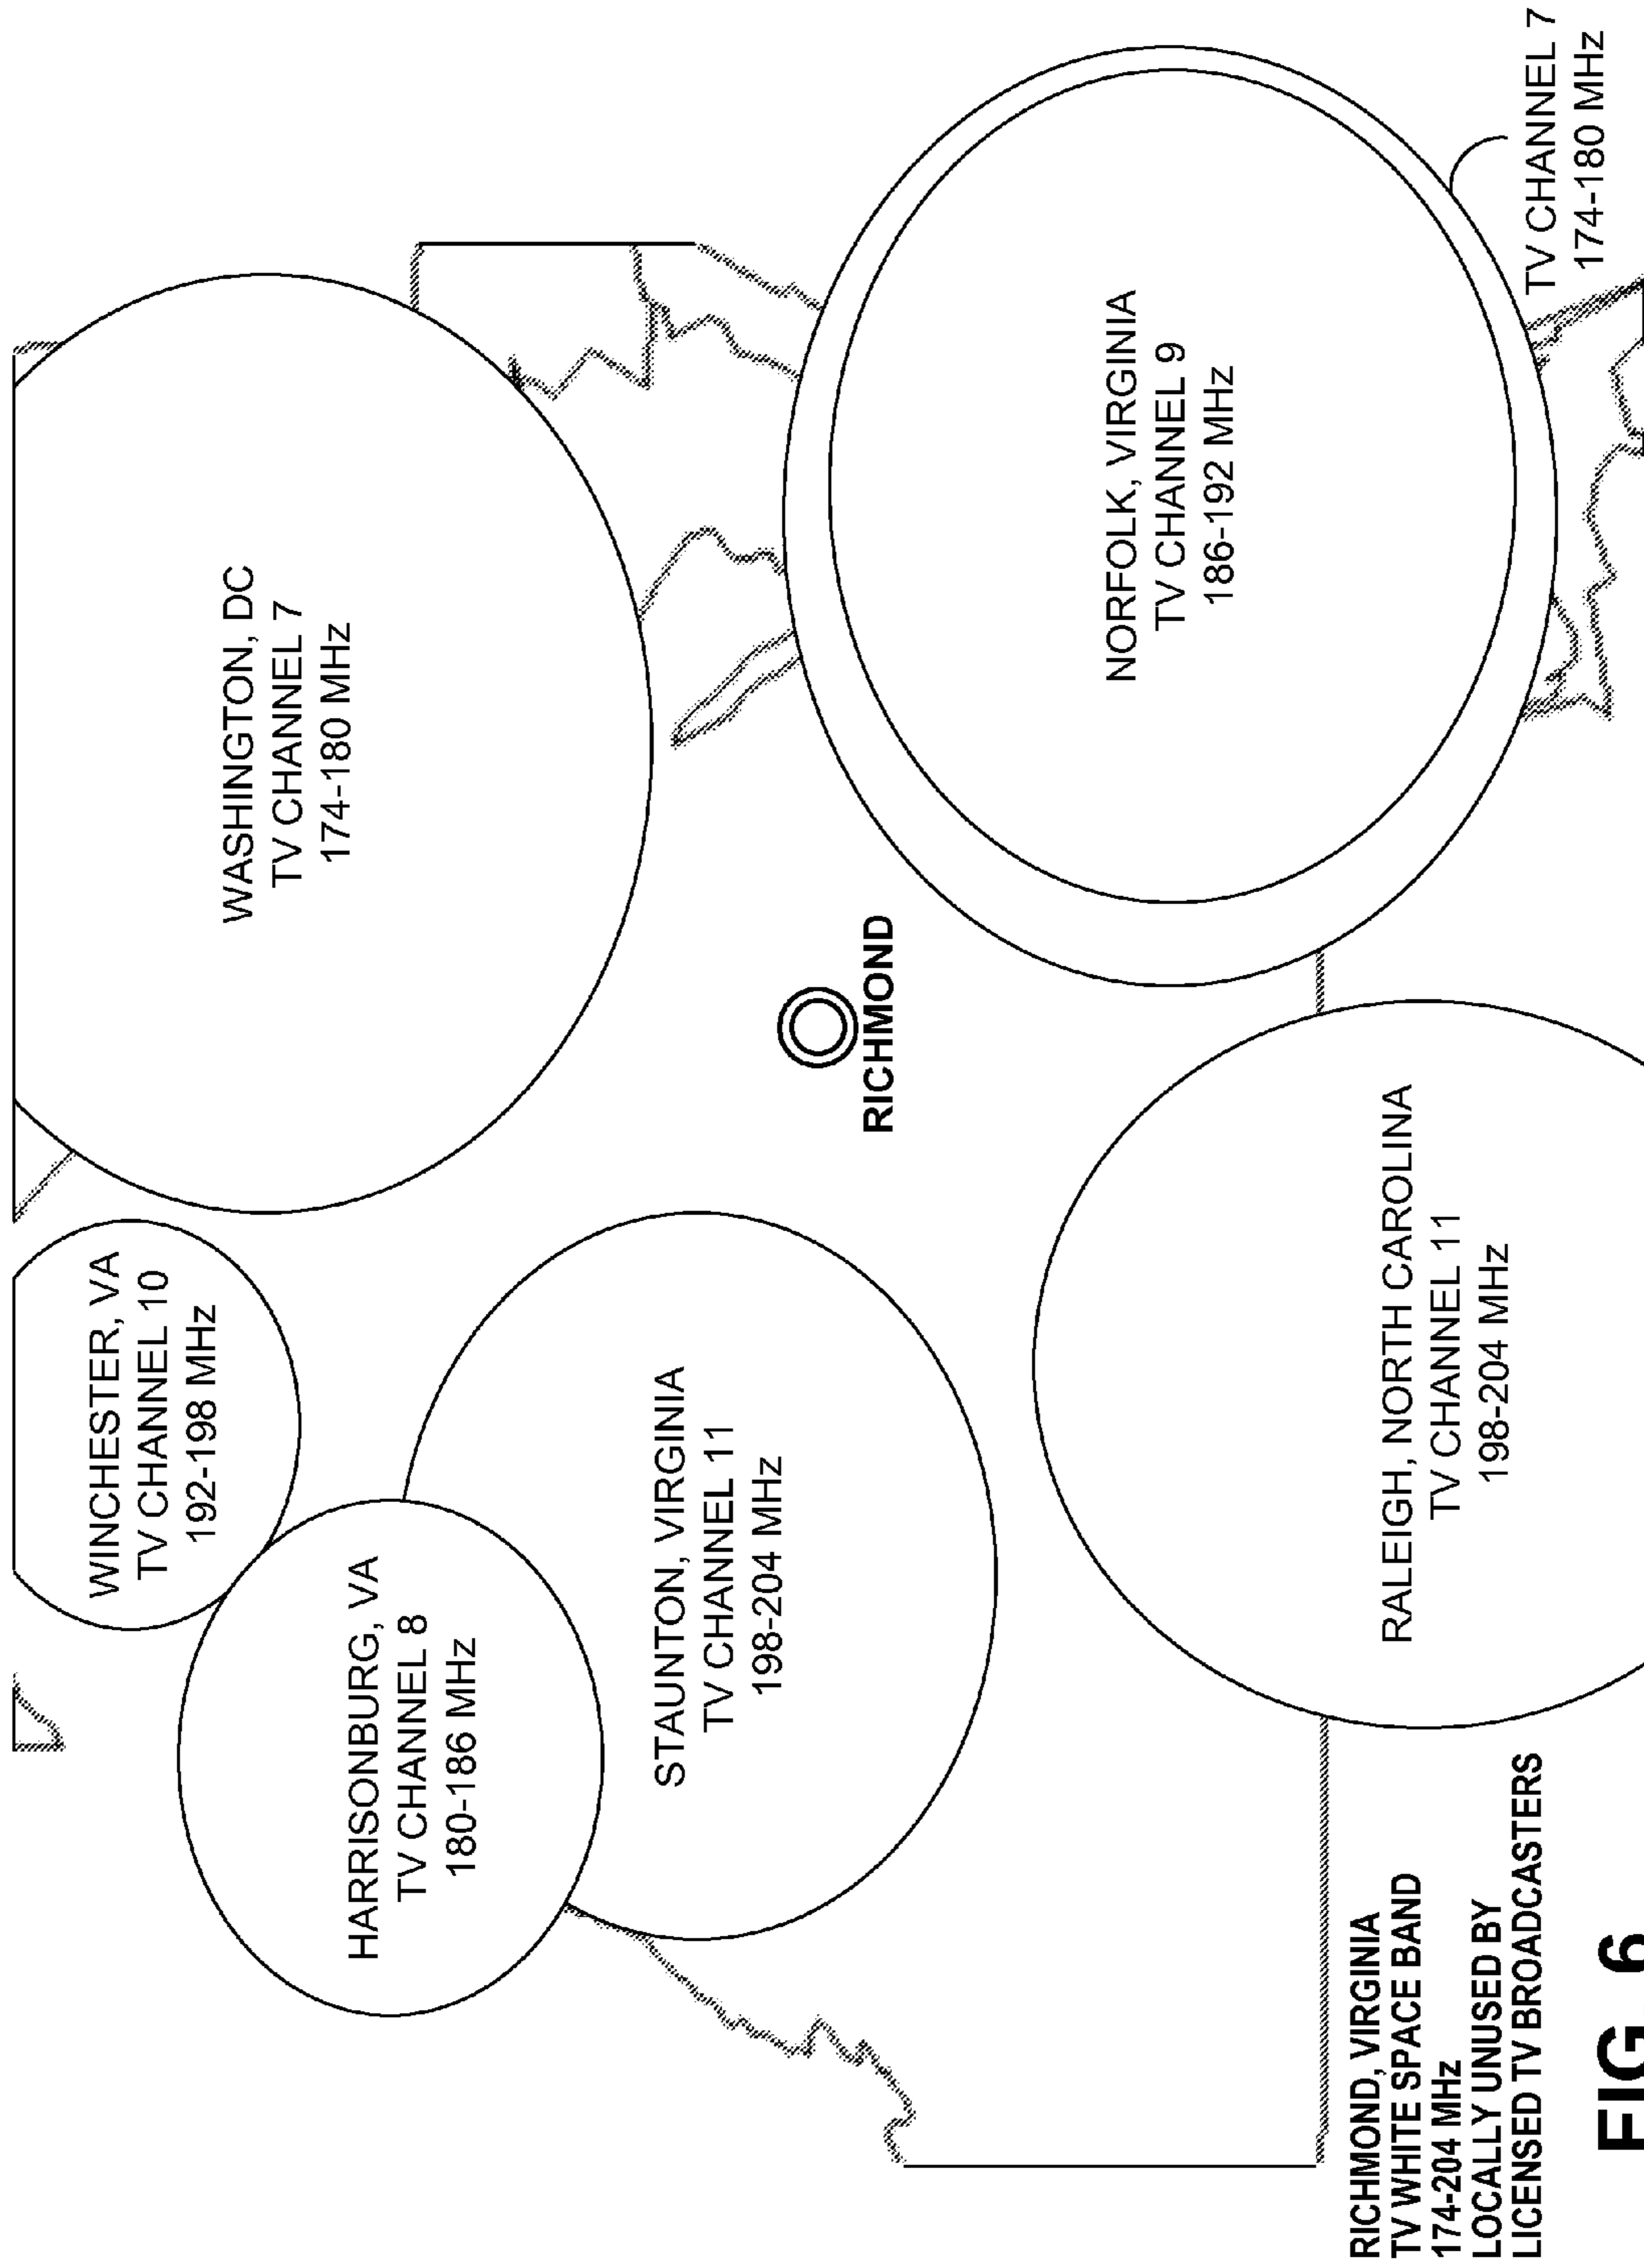 WINCHESTER, VA
TV CHANNEL 10
192-198 MHz
WASHINGTON, DC
TV CHANNEL 7
174-180 MHz
HARRISONBURG, VA
TV CHANNEL 8
180-186 MHz
STAUNTON, VIRGINIA
TV CHANNEL 11
198-204 MHz
RICHMOND
NORFOLK, VIRGINIA
TV CHANNEL 9
186-192 MHz
RALEIGH, NORTH CAROLINA
TV CHANNEL 11
198-204 MHz
TV CHANNEL 7
174-180 MHz
RICHMOND, VIRGINIA
TV WHITE SPACE BAND
174-204 MHz
LOCALLY UNUSED BY
LICENSED TV BROADCASTERS
FIG. 6